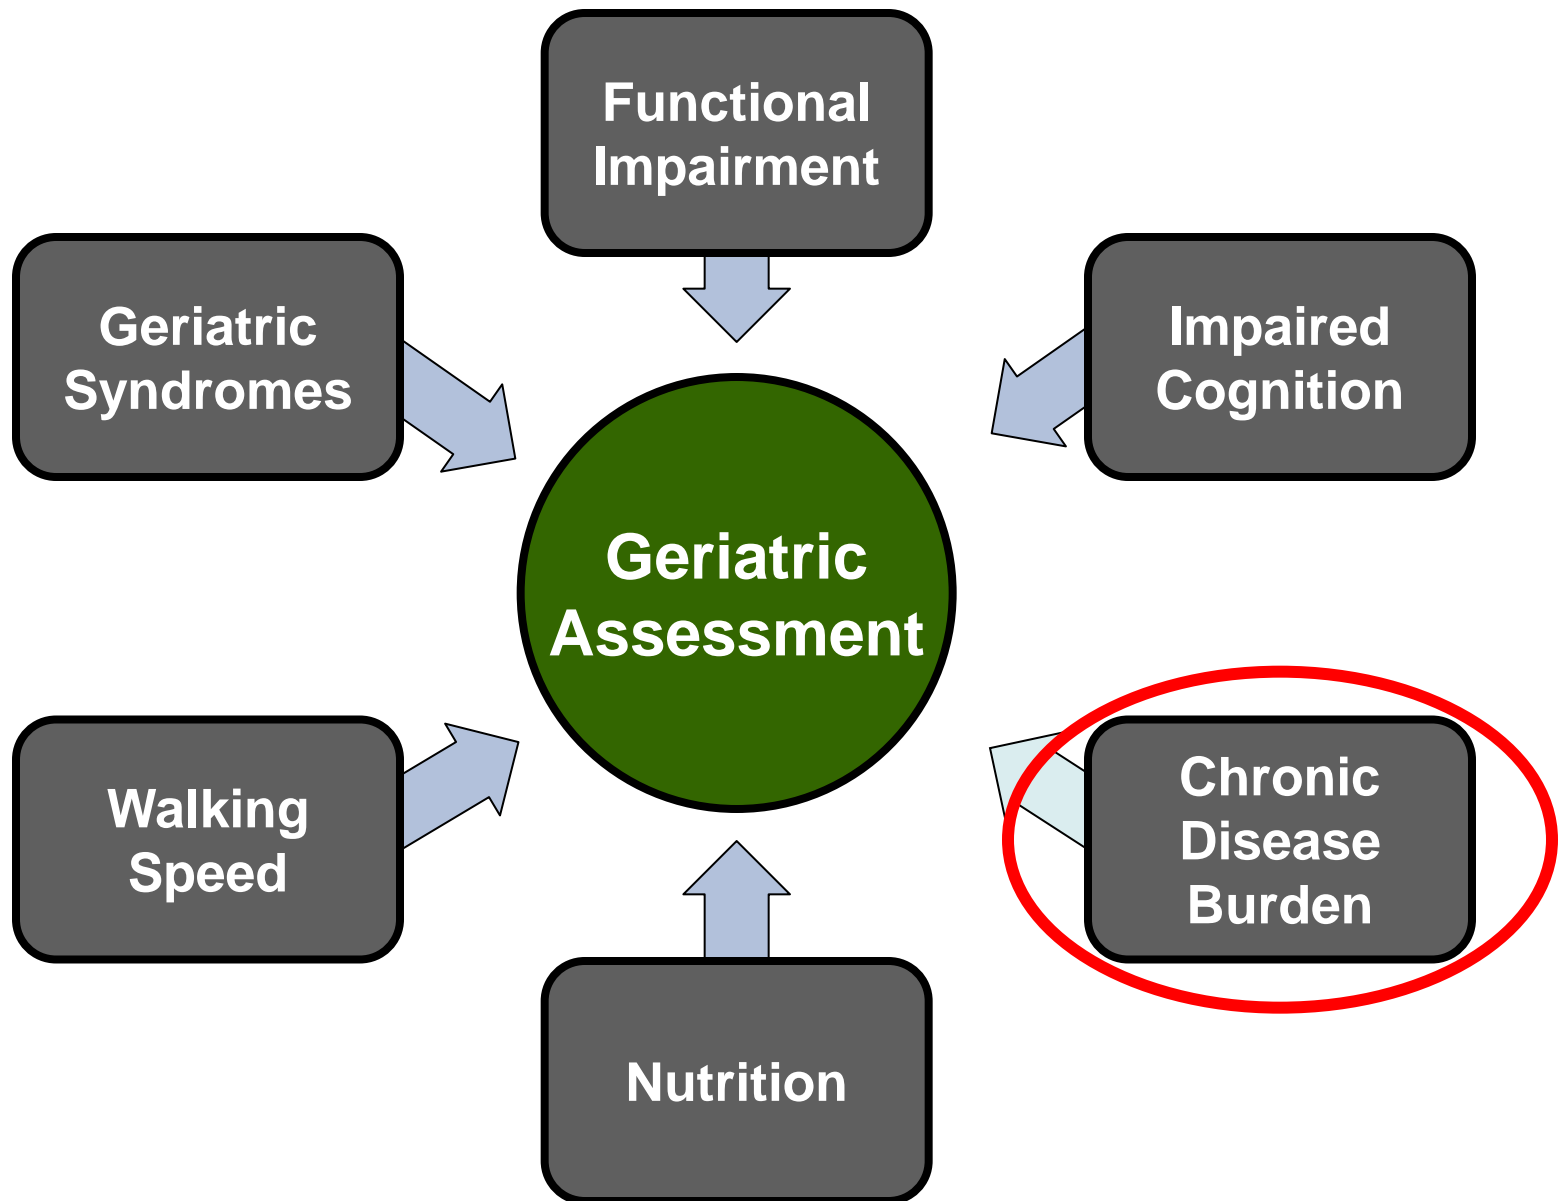 Functional
Impairment
Geriatric
Syndromes
Impaired
Cognition
Geriatric
Assessment
Walking
Speed
Chronic
Disease
Burden
Nutrition